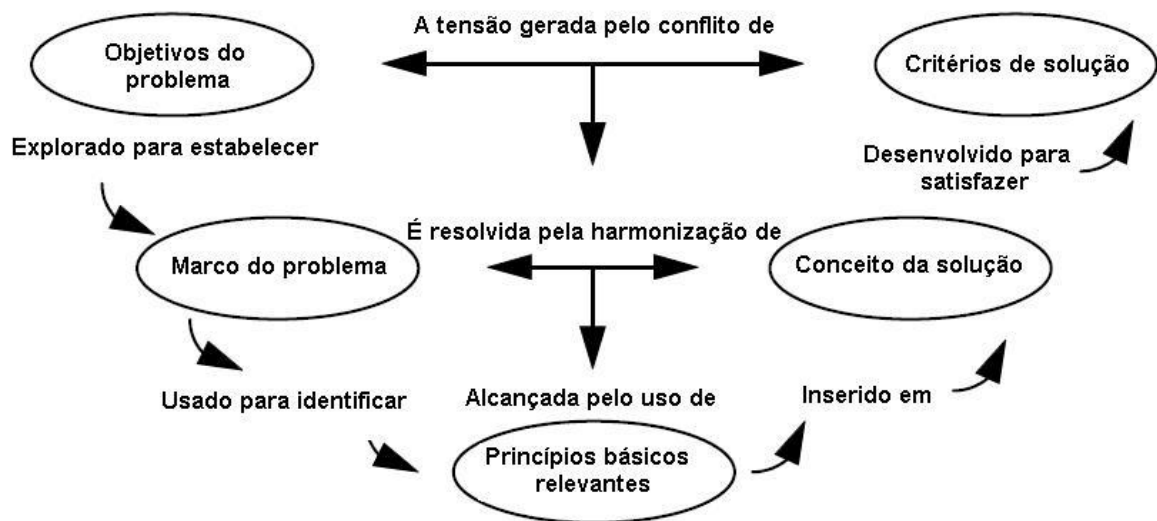 A tensão gerada pelo conflito de
Objetivos do
problema
Critérios de solução
Explorado para estabelecer
Desenvolvido para
satisfazer
É resolvida pela harmonização de
Marco do problema
Conceito da solução
Usado para identificar
Alcançada pelo uso de
Inserido em
Princípios básicos
relevantes